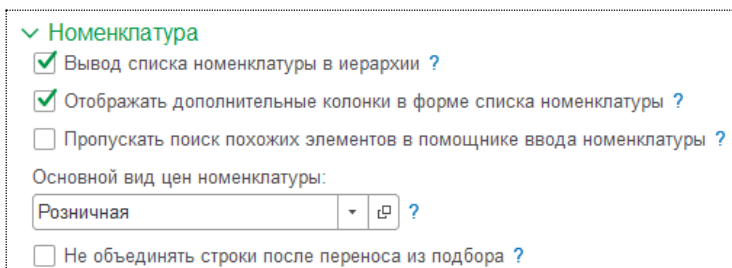 Номенклатура
Вывод списка номенклатуры в иерархии ?
Отображать дополнительные колонки в форме списка номенклатуры ?
Пропускать поиск похожих элементов в помощнике ввода номенклатуры ?
Основной вид цен номенклатуры:
Розничная ?
Не объединять строки после переноса из подбора ?